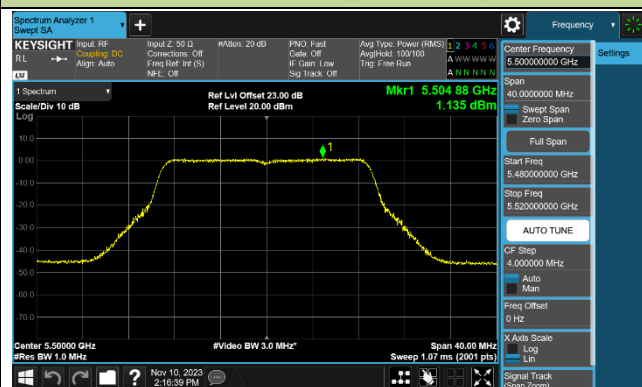 Spectrum Analyzer 1
Swept SA
Frequency
KEYSIGHT
Input: RF
Coupling: DC
Align: Auto
Input Z: 50 Ω
Corrections: Off
Freq Ref: Int (S)
NFE: Off
#Atten: 20 dB
PNO: Fast
Gate: Off
IF Gain: Low
Sig Track: Off
Avg Type: Power (RMS)
Avg|Hold: 100/100
Trig: Free Run
1 2 3 4 5 6
A W W W W W
A N N N N N
RL
LXI
1 Spectrum
Scale/Div 10 dB
Log
Ref Lvl Offset 23.00 dB
Ref Level 20.00 dBm
Mkr1 5.504 88 GHz
1.135 dBm
1
10.0
0.00
-10.0
-20.0
-30.0
-40.0
-50.0
-60.0
-70.0
Center 5.50000 GHz
#Res BW 1.0 MHz
#Video BW 3.0 MHz*
Span 40.00 MHz
Sweep 1.07 ms (2001 pts)
Nov 10, 2023
2:16:39 PM
Center Frequency
5.500000000 GHz
Settings
Span
40.0000000 MHz
Swept Span
Zero Span
Full Span
Start Freq
5.480000000 GHz
Stop Freq
5.520000000 GHz
AUTO TUNE
CF Step
4.000000 MHz
Auto
Man
Freq Offset
0 Hz
X Axis Scale
Log
Lin
Signal Track
(Span Zoom)